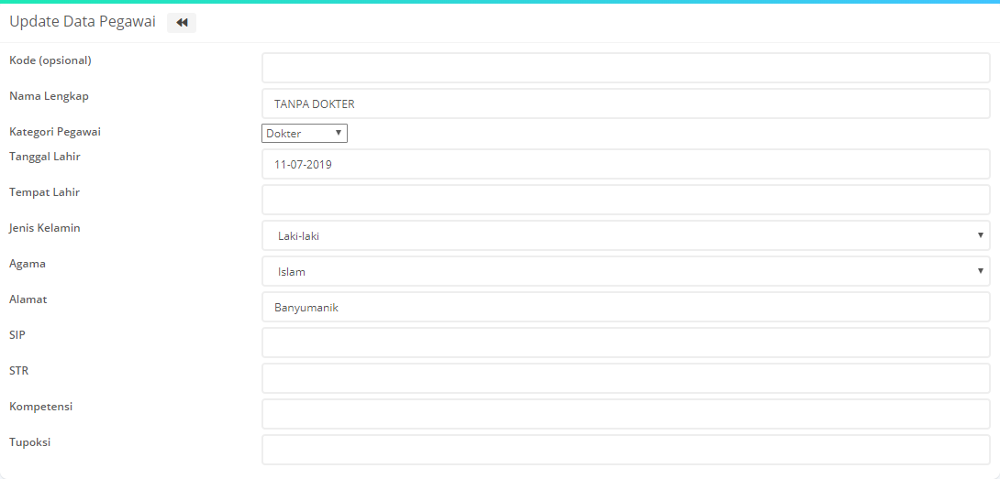 Update Data Pegawai
Kode (opsional)
Nama Lengkap
TANPA DOKTER
Kategori Pegawai
Dokter
Tanggal Lahir
11-07-2019
Tempat Lahir
Jenis Kelamin
Laki-laki
Agama
Islam
Alamat
Banyumanik
SIP
STR
Kompetensi
Tupoksi